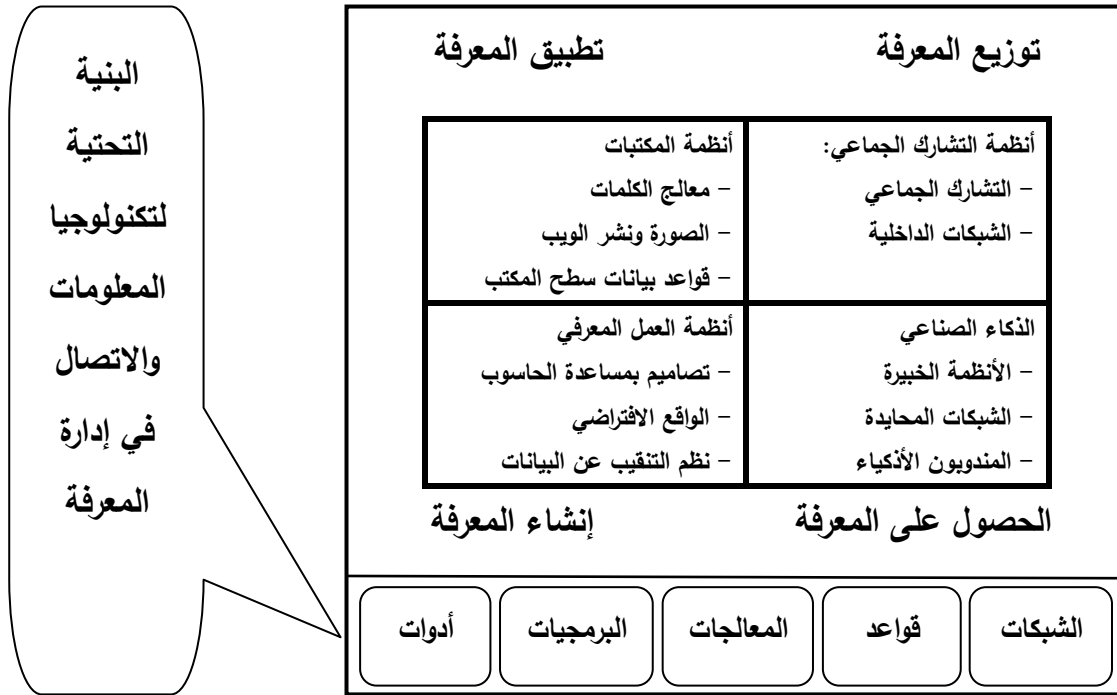 توزيع المعرفة
تطبيق المعرفة
أنظمة التشارك الجماعي:
– التشارك الجماعي
– الشبكات الداخلية
أنظمة المكتبات
– معالج الكلمات
– الصورة ونشر الويب
– قواعد بيانات سطح المكتب
الذكاء الصناعي
– الأنظمة الخبيرة
– الشبكات المحايدة
– المندوبون الأذكياء
أنظمة العمل المعرفي
– تصاميم بمساعدة الحاسوب
– الواقع الافتراضي
– نظم التنقيب عن البيانات
الحصول على المعرفة
إنشاء المعرفة
الشبكات
قواعد
المعالجات
البرمجيات
أدوات
البنية
التحتية
لتكنولوجيا
المعلومات
والاتصال
في إدارة
المعرفة